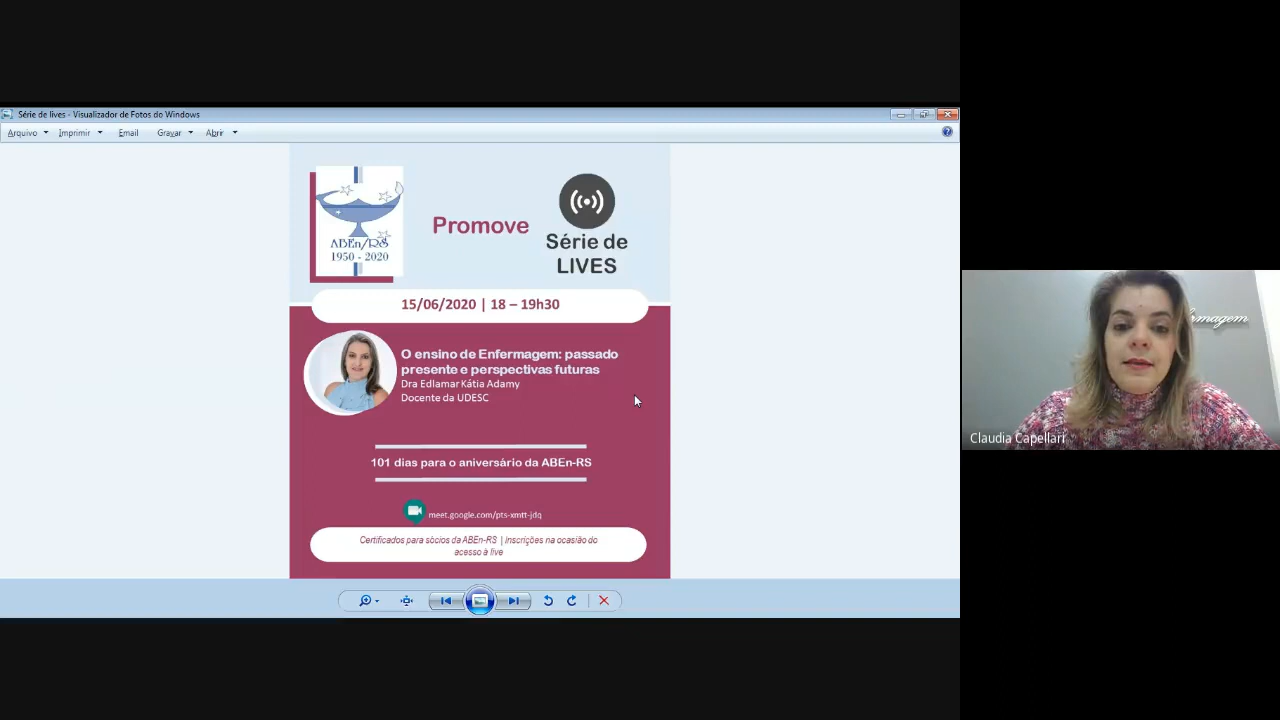 Série de lives - Visualizador de Fotos do Windows
Arquivo Imprimir Email Gravar Abrir
ABEn/RS
1950 - 2020
Promove
Série de
LIVES
15/06/2020 | 18 – 19h30
O ensino de Enfermagem: passado
presente e perspectivas futuras
Dra Edlamar Kátia Adamy
Docente da UDESC
101 dias para o aniversário da ABEn-RS
meet.google.com/pts-xmtt-jdq
Certificados para sócios da ABEn-RS | Inscrições na ocasião do
acesso à live
Claudia Capellari